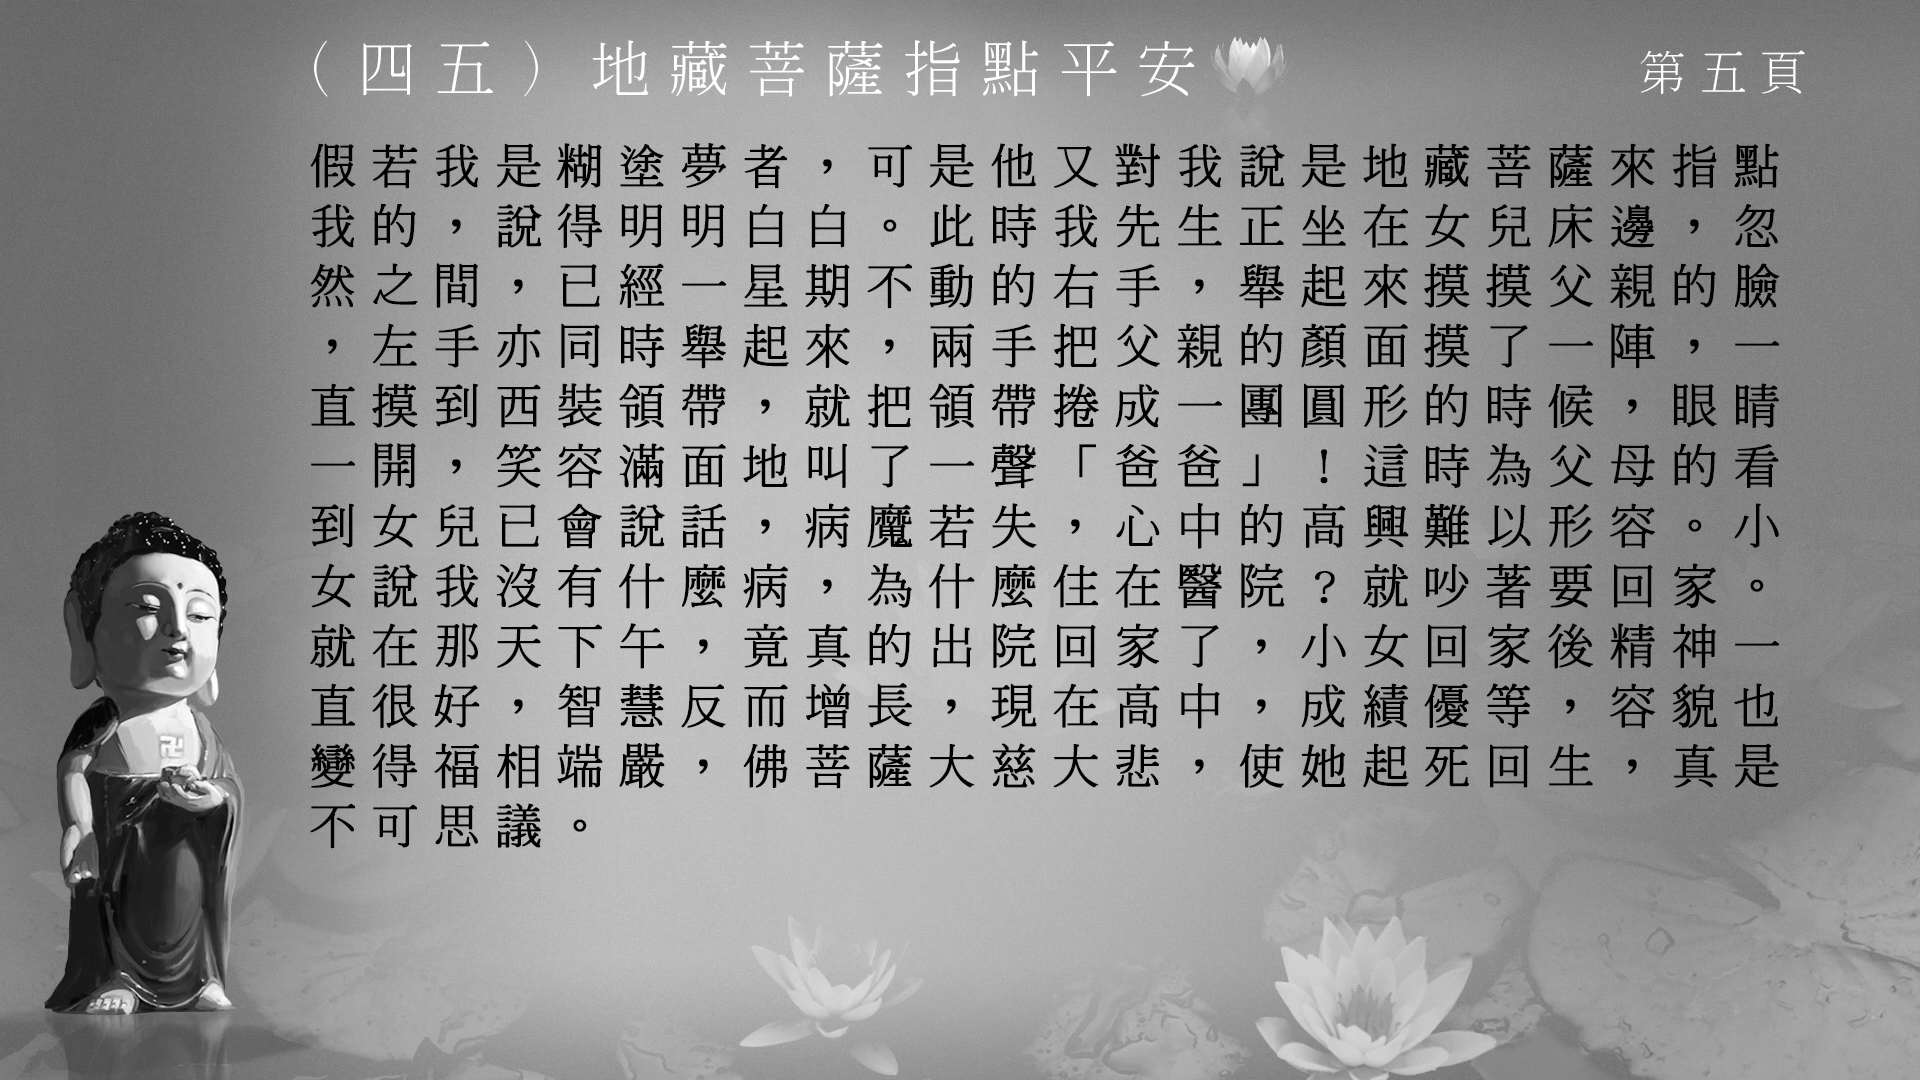 （四五）地藏菩薩指點平安
第五頁
假若我是糊塗夢者，可是他又對我說是地藏菩薩來指點
我的，說得明明白白。此時我先生正坐在女兒床邊，忽
然之間，已經一星期不動的右手，舉起來摸摸父親的臉
，左手亦同時舉起來，兩手把父親的顏面摸了一陣，一
直摸到西裝領帶，就把領帶捲成一團圓形的時候，眼睛
一開，笑容滿面地叫了一聲「爸爸」！這時為父母的看
到女兒已會說話，病魔若失，心中的高興難以形容。小
女說我沒有什麼病，為什麼住在醫院？就吵著要回家。
就在那天下午，竟真的出院回家了，小女回家後精神一
直很好，智慧反而增長，現在高中，成績優等，容貌也
變得福相端嚴，佛菩薩大慈大悲，使她起死回生，真是
不可思議。
卍